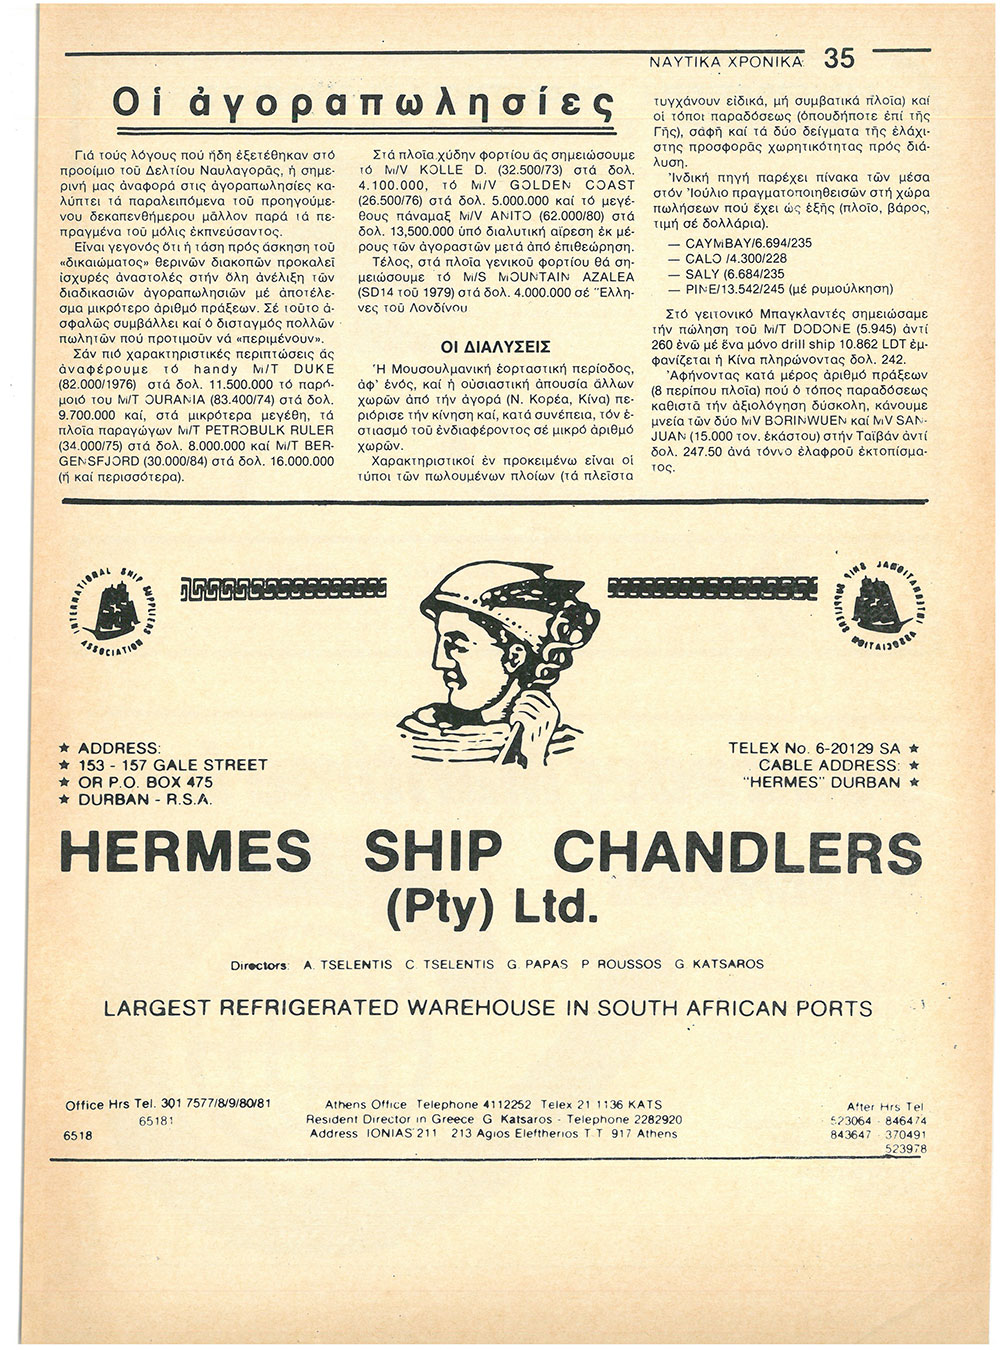 ΝΑΥΤΙΚΑ ΧΡΟΝΙΚΑ 35
Οἱ ἀγοραπωλησίες
Γιά τούς λόγους πού ἤδη ἐξετέθηκαν στό
προοίμιο τοῦ Δελτίου Ναυλαγορᾶς, ἡ σημε-
ρινή μας ἀναφορά στις ἀγοραπωλησίες κα-
λύπτει τά παραλειπόμενα τοῦ προηγούμε-
νου δεκαπενθήμερου μᾶλλον παρά τά πε-
πραγμένα τοῦ μόλις ἐκπνεύσαντος.
Εἶναι γεγονός ὅτι ἡ τάση πρός ἄσκηση τοῦ
«δικαιώματος» θερινῶν διακοπῶν προκαλεῖ
ἰσχυρές ἀναστολές στήν ὅλη ἀνέλιξη τῶν
διαδικασιῶν ἀγοραπωλησιῶν μέ ἀποτέλε-
σμα μικρότερο ἀριθμό πράξεων. Σέ τοῦτο ἀ-
σφαλῶς συμβάλλει καί ὁ δισταγμός πολλῶν
πωλητῶν πού προτιμοῦν νά «περιμένουν».
Σάν πιό χαρακτηριστικές περιπτώσεις ἄς
ἀναφέρουμε τό handy M/T DUKE
(82.000/1976) στά δολ. 11.500.000 τό παρό-
μοιό του M/T OURANIA (83.400/74) στά δολ.
9.700.000 καί, στά μικρότερα μεγέθη, τά
πλοῖα παραγώγων M/T PETROBULK RULER
(34.000/75) στά δολ. 8.000.000 καί M/T BER-
GENSFJORD (30.000/84) στά δολ. 16.000.000
(ἤ καί περισσότερα).
Στά πλοῖα χύδην φορτίου ἄς σημειώσουμε
τό M/V KOLLE D. (32.500/73) στά δολ.
4.100.000, τό M/V GOLDEN COAST
(26.500/76) στά δολ. 5.000.000 καί τό μεγέ-
θους πάναμαξ M/V ANITO (62.000/80) στά
δολ. 13,500.000 ὑπό διαλυτική αἵρεση ἐκ μέ-
ρους τῶν ἀγοραστῶν μετά ἀπό ἐπιθεώρηση.
Τέλος, στά πλοῖα γενικοῦ φορτίου θά ση-
μειώσουμε τό M/S MOUNTAIN AZALEA
(SD14 τοῦ 1979) στά δολ. 4.000.000 σέ Ἕλλη-
νες τοῦ Λονδίνου
ΟΙ ΔΙΑΛΥΣΕΙΣ
Ἡ Μουσουλμανική ἑορταστική περίοδος,
ἀφ' ἑνός, καί ἡ οὐσιαστική ἀπουσία ἄλλων
χωρῶν ἀπό τήν ἀγορά (Ν. Κορέα, Κίνα) πε-
ριόρισε τήν κίνηση καί, κατά συνέπεια, τόν ἑ-
στιασμό τοῦ ἐνδιαφέροντος σέ μικρό ἀριθμό
χωρῶν.
Χαρακτηριστικοί ἐν προκειμένω εἶναι οἱ
τύποι τῶν πωλουμένων πλοίων (τά πλεῖστα
τυγχάνουν εἰδικά, μή συμβατικά πλοῖα) καί
οἱ τόποι παραδόσεως (ὁπουδήποτε ἐπί τῆς
Γῆς), σάφη καί τά δύο δείγματα τῆς ἐλάχι-
στης προσφορᾶς χωρητικότητας πρός διά-
λυση.
Ἰνδική πηγή παρέχει πίνακα τῶν μέσα
στόν Ἰούλιο πραγματοποιηθεισῶν στή χώρα
πωλήσεων πού ἔχει ὡς ἑξῆς (πλοῖο, βάρος,
τιμή σέ δολλάρια).
— CAYMBAY/6.694/235
— CALO /4.300/228
— SALY (6.684/235
— PINE/13.542/245 (μέ ρυμούλκηση)
Στό γειτονικό Μπαγκλαντές σημειώσαμε
τήν πώληση τοῦ M/T DODONE (5.945) ἀντί
260 ἐνῶ μέ ἕνα μόνο drill ship 10.862 LDT ἐμ-
φανίζεται ἡ Κίνα πληρώνοντας δολ. 242.
Ἀφήνοντας κατά μέρος ἀριθμό πράξεων
(8 περίπου πλοῖα) πού ὁ τόπος παραδόσεως
καθιστᾶ τήν ἀξιολόγηση δύσκολη, κάνουμε
μνεία τῶν δύο M/V BORINWUEN καί M/V SAN-
JUAN (15.000 τον. ἑκάστου) στήν Ταϊβάν ἀντί
δολ. 247.50 ἀνά τόννο ἐλαφροῦ ἐκτοπίσμα-
τος.
INTERNATIONAL SHIP SUPPLIERS ASSOCIATION
INTERNATIONAL SHIP SUPPLIERS ASSOCIATION
★ ADDRESS:
★ 153 - 157 GALE STREET
★ OR P.O. BOX 475
★ DURBAN - R.S.A.
TELEX No. 6-20129 SA ★
CABLE ADDRESS: ★
"HERMES" DURBAN ★
HERMES SHIP CHANDLERS
(Pty) Ltd.
Directors: A. TSELENTIS C. TSELENTIS G. PAPAS P. ROUSSOS G. KATSAROS
LARGEST REFRIGERATED WAREHOUSE IN SOUTH AFRICAN PORTS
Office Hrs Tel. 301 7577/8/9/80/81
65181
6518
Athens Office Telephone 4112252 Telex 21 1136 KATS
Resident Director in Greece G. Katsaros - Telephone 2282920
Address IONIAS 211 213 Agios Eleftherios T.T. 917 Athens
After Hrs Tel
523064 - 846474
843647 - 370491
523978